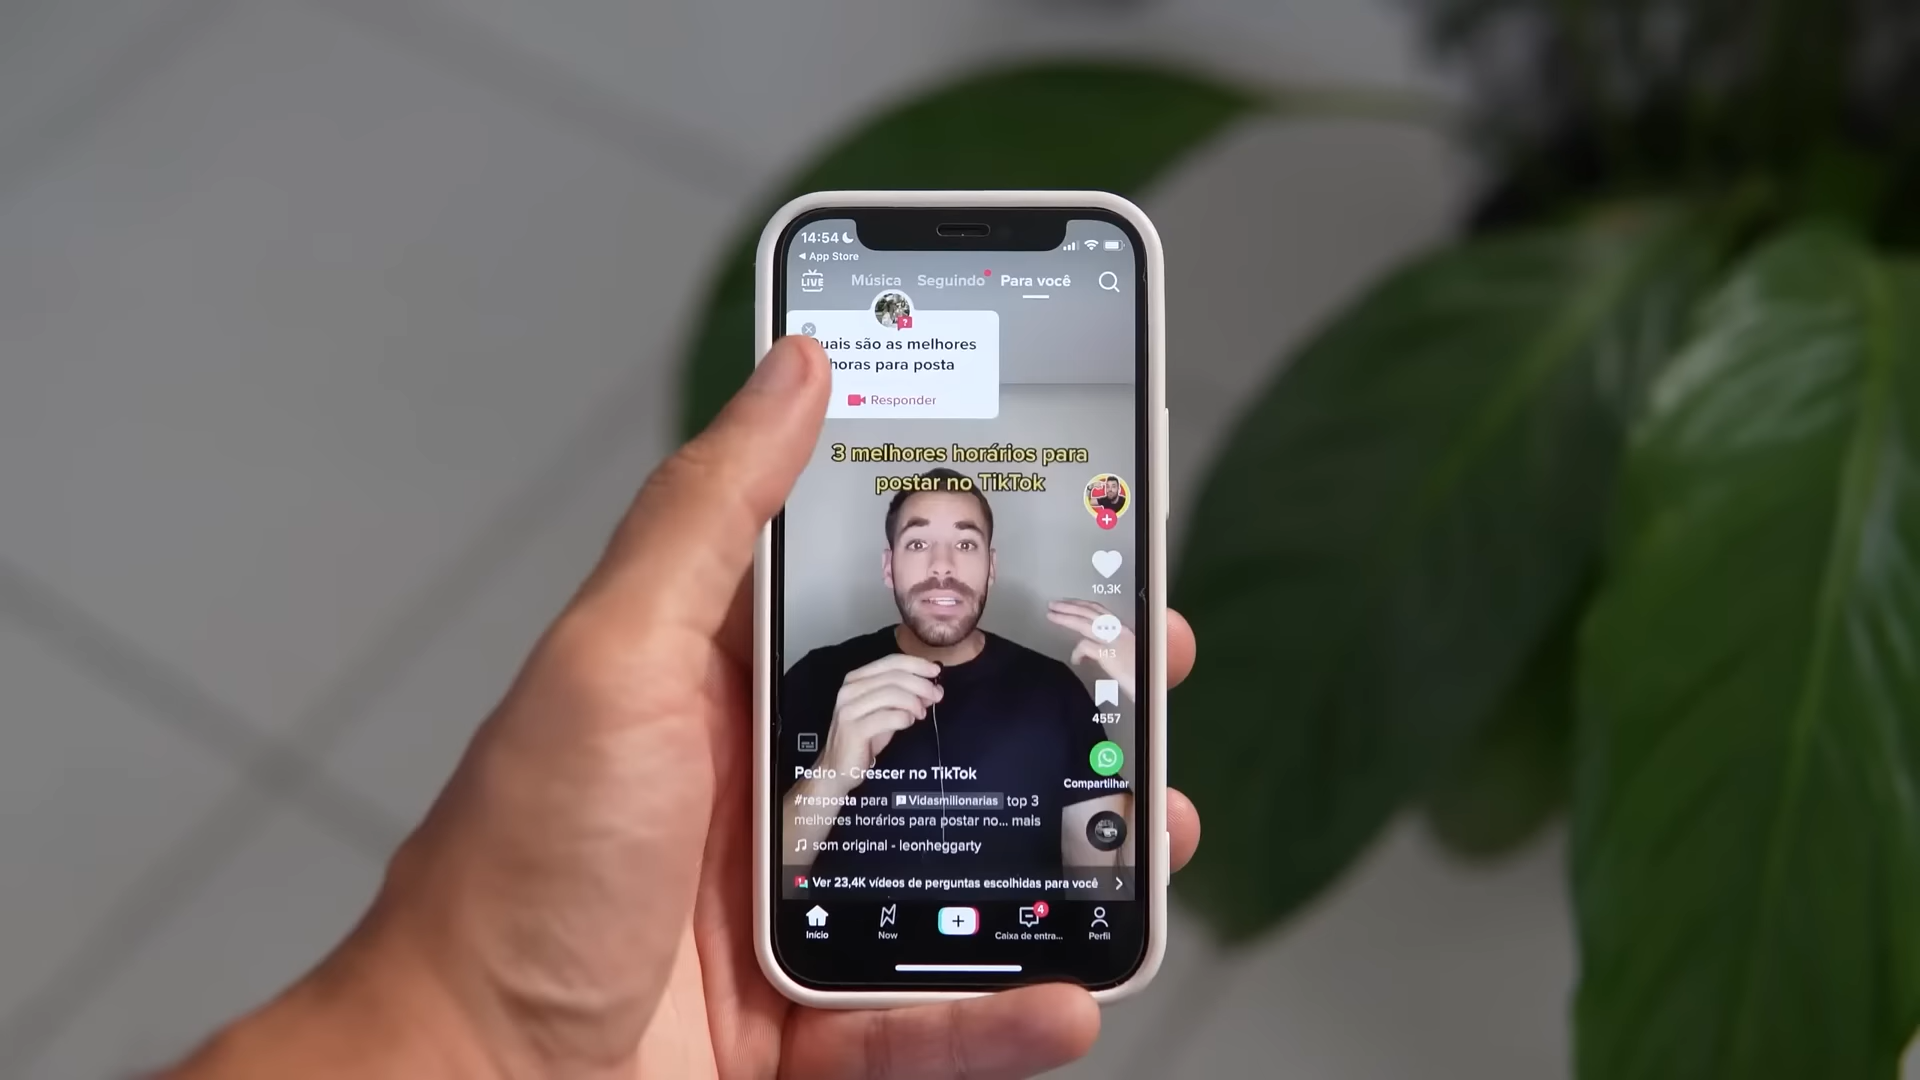 14:54
App Store
LIVE
Música
Seguindo
Para você
uais são as melhores
horas para posta
Responder
3 melhores horários para
postar no TikTok
10,3K
143
4557
Compartilhar
Pedro - Crescer no TikTok
#resposta para Vidasmilionarias top 3
melhores horários para postar no... mais
som original - leonheggarty
Ver 23,4K vídeos de perguntas escolhidas para você
Início
Now
4
Caixa de entra...
Perfil